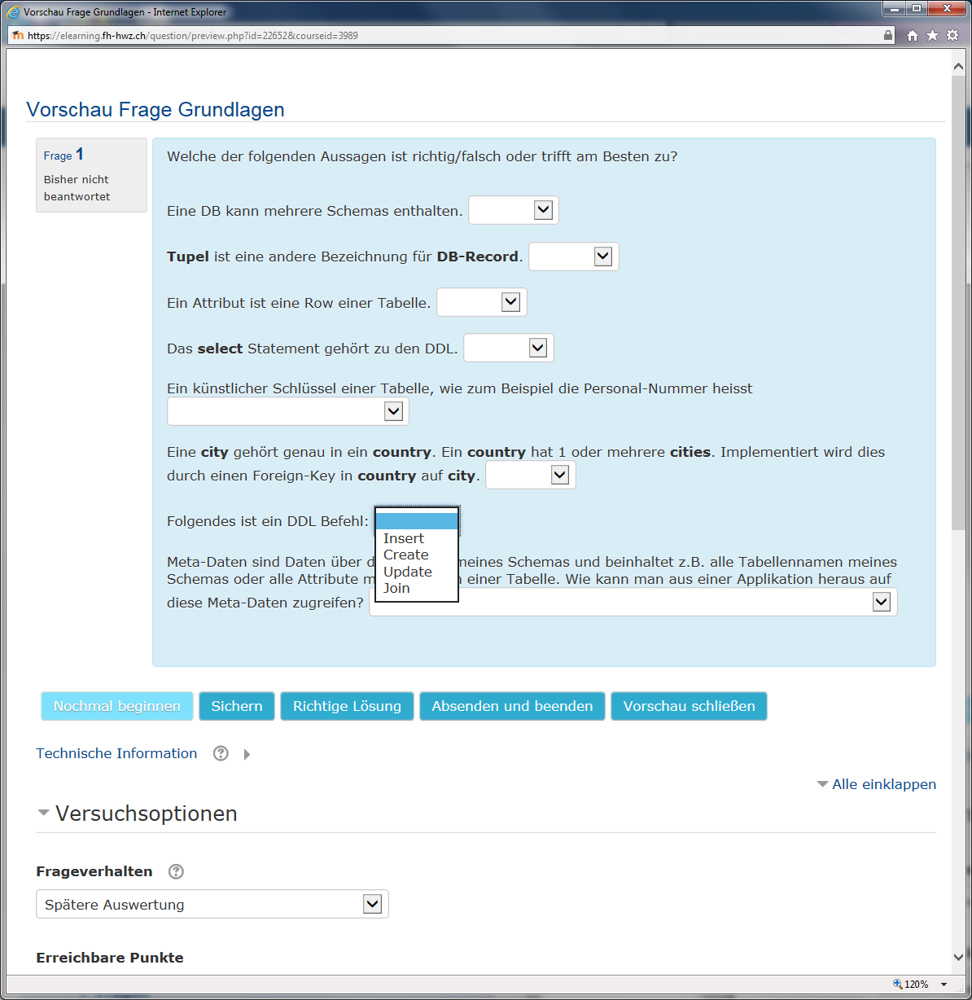 Vorschau Frage Grundlagen - Internet Explorer
https://elearning.fh-hwz.ch/question/preview.php?id=22652&courseid=3989
Vorschau Frage Grundlagen
Frage 1
Bisher nicht
beantwortet
Welche der folgenden Aussagen ist richtig/falsch oder trifft am Besten zu?
Eine DB kann mehrere Schemas enthalten.
Tupel ist eine andere Bezeichnung für DB-Record.
Ein Attribut ist eine Row einer Tabelle.
Das select Statement gehört zu den DDL.
Ein künstlicher Schlüssel einer Tabelle, wie zum Beispiel die Personal-Nummer heisst
Eine city gehört genau in ein country. Ein country hat 1 oder mehrere cities. Implementiert wird dies
durch einen Foreign-Key in country auf city.
Folgendes ist ein DDL Befehl:
Insert
Create
Update
Join
Meta-Daten sind Daten über d meines Schemas und beinhaltet z.B. alle Tabellennamen meines
Schemas oder alle Attribute m einer Tabelle. Wie kann man aus einer Applikation heraus auf
diese Meta-Daten zugreifen?
Nochmal beginnen Sichern Richtige Lösung Absenden und beenden Vorschau schließen
Technische Information ?
Alle einklappen
Versuchsoptionen
Frageverhalten ?
Spätere Auswertung
Erreichbare Punkte
120%